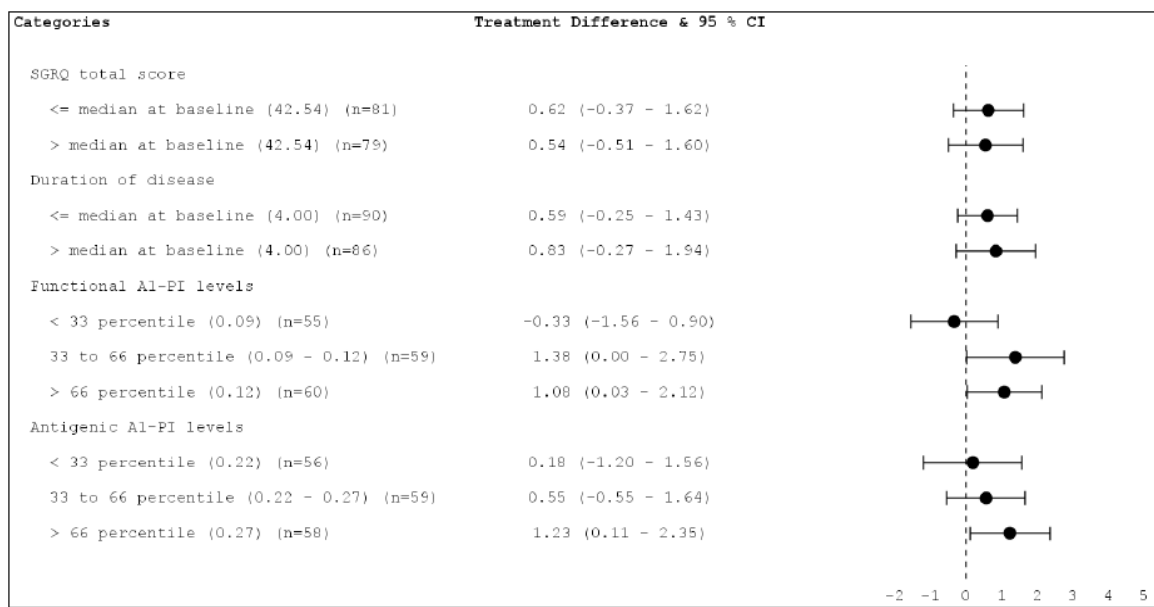 Categories Treatment Difference & 95 % CI
SGRQ total score
<= median at baseline (42.54) (n=81) 0.62 (-0.37 - 1.62)
> median at baseline (42.54) (n=79) 0.54 (-0.51 - 1.60)
Duration of disease
<= median at baseline (4.00) (n=90) 0.59 (-0.25 - 1.43)
> median at baseline (4.00) (n=86) 0.83 (-0.27 - 1.94)
Functional A1-PI levels
< 33 percentile (0.09) (n=55) -0.33 (-1.56 - 0.90)
33 to 66 percentile (0.09 - 0.12) (n=59) 1.38 (0.00 - 2.75)
> 66 percentile (0.12) (n=60) 1.08 (0.03 - 2.12)
Antigenic A1-PI levels
< 33 percentile (0.22) (n=56) 0.18 (-1.20 - 1.56)
33 to 66 percentile (0.22 - 0.27) (n=59) 0.55 (-0.55 - 1.64)
> 66 percentile (0.27) (n=58) 1.23 (0.11 - 2.35)
-2 -1 0 1 2 3 4 5